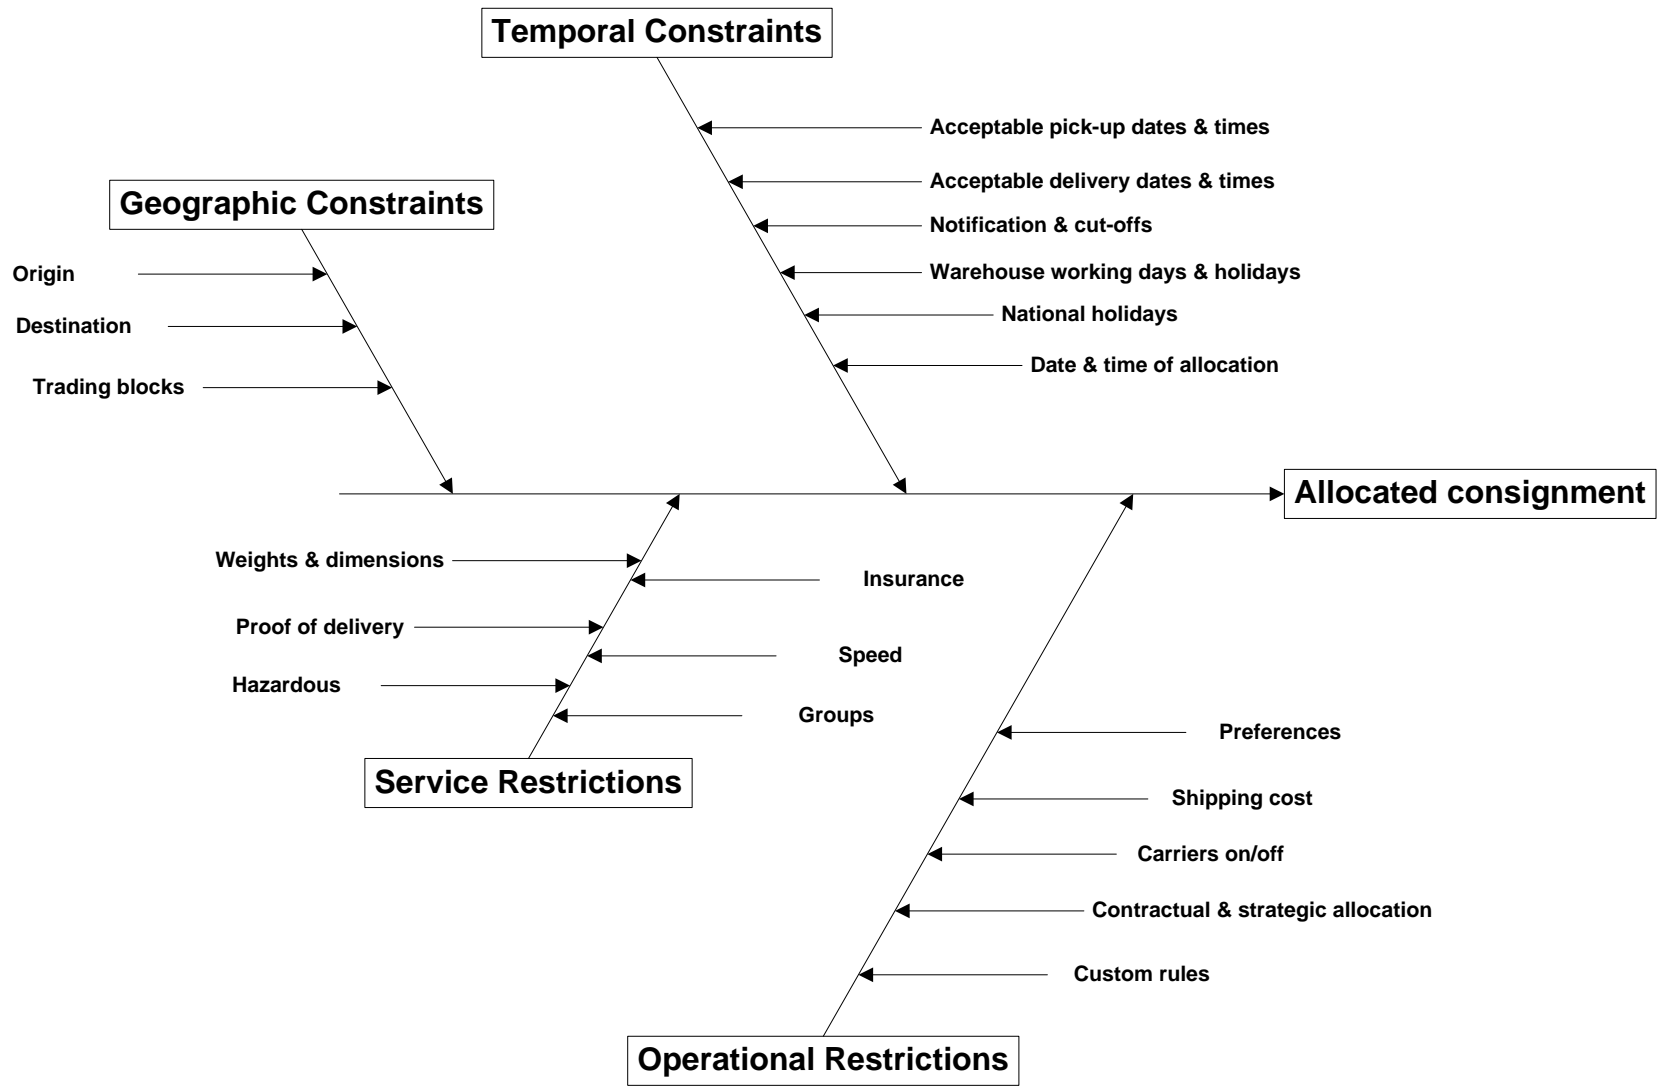 Temporal Constraints
Acceptable pick-up dates & times
Acceptable delivery dates & times
Notification & cut-offs
Warehouse working days & holidays
National holidays
Date & time of allocation
Geographic Constraints
Origin
Destination
Trading blocks
Allocated consignment
Weights & dimensions
Insurance
Proof of delivery
Speed
Hazardous
Groups
Service Restrictions
Preferences
Shipping cost
Carriers on/off
Contractual & strategic allocation
Custom rules
Operational Restrictions